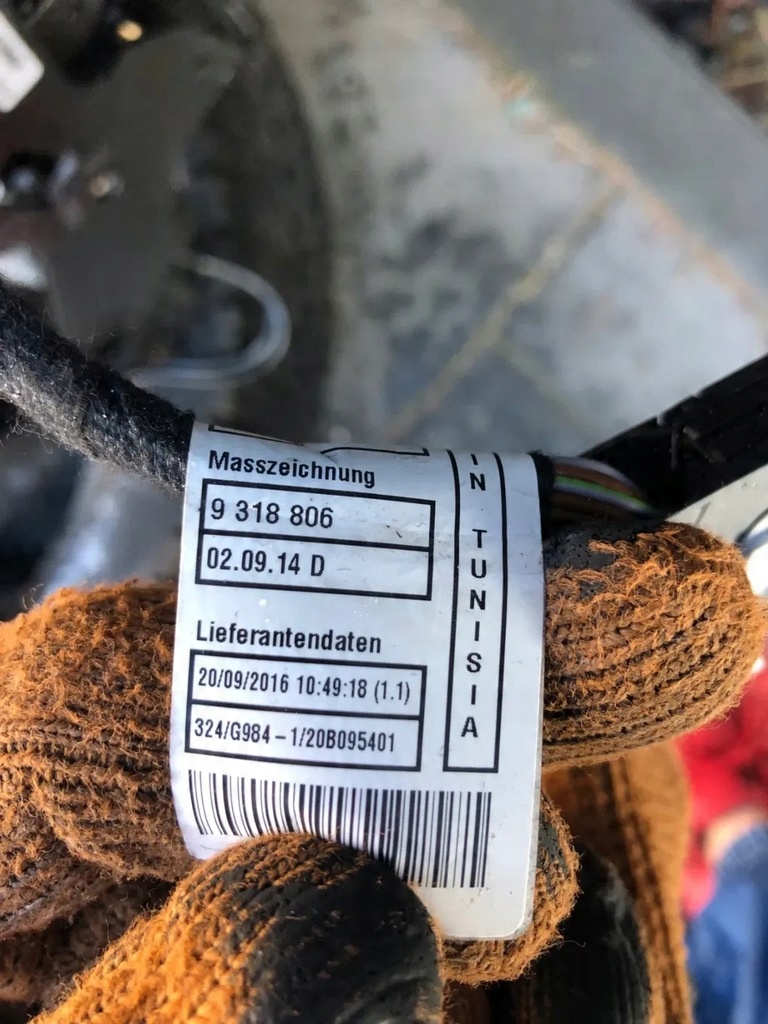 Masszeichnung
9 318 806
02.09.14 D
Lieferantendaten
20/09/2016 10:49:18 (1.1)
324/G984 – 1/20B095401
IN TUNISIA